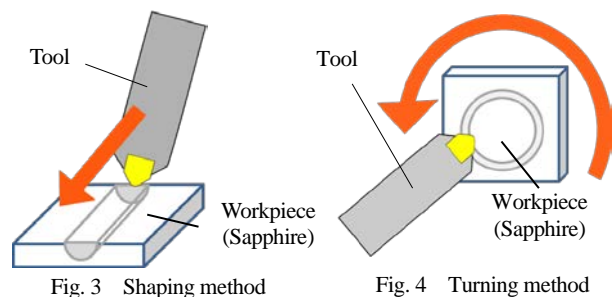 Tool
Workpiece
(Sapphire)
Fig. 3 Shaping method
Tool
Workpiece
(Sapphire)
Fig. 4 Turning method